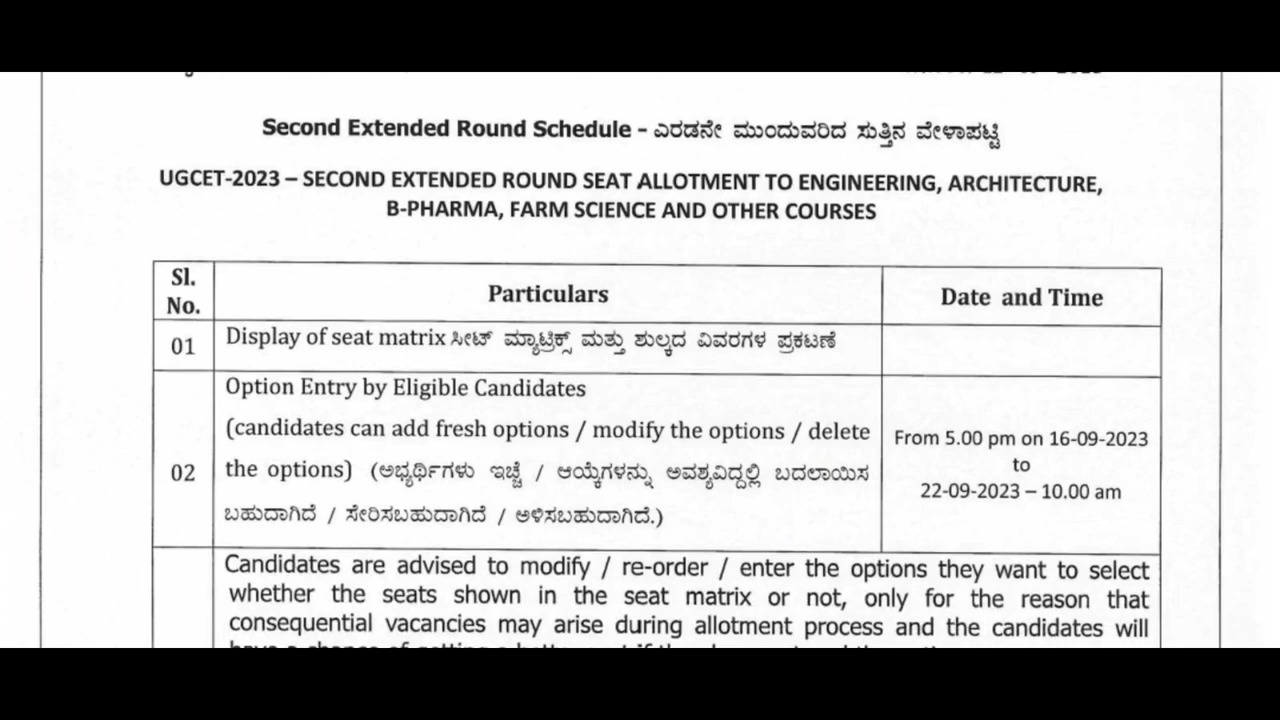 Second Extended Round Schedule - ಎರಡನೇ ಮುಂದುವರಿದ ಸುತ್ತಿನ ವೇಳಾಪಟ್ಟಿ
UGCET-2023 – SECOND EXTENDED ROUND SEAT ALLOTMENT TO ENGINEERING, ARCHITECTURE,
B-PHARMA, FARM SCIENCE AND OTHER COURSES
Sl.
No.
Particulars
Date and Time
01
Display of seat matrix ಸೀಟ್ ಮ್ಯಾಟ್ರಿಕ್ಸ್ ಮತ್ತು ಶುಲ್ಕದ ವಿವರಗಳ ಪ್ರಕಟಣೆ
02
Option Entry by Eligible Candidates
(candidates can add fresh options / modify the options / delete
the options) (ಅಭ್ಯರ್ಥಿಗಳು ಇಚ್ಛೆ / ಆಯ್ಕೆಗಳನ್ನು ಅವಶ್ಯವಿದ್ದಲ್ಲಿ ಬದಲಾಯಿಸ
ಬಹುದಾಗಿದೆ / ಸೇರಿಸಬಹುದಾಗಿದೆ / ಅಳಿಸಬಹುದಾಗಿದೆ.)
From 5.00 pm on 16-09-2023
to
22-09-2023 – 10.00 am
Candidates are advised to modify / re-order / enter the options they want to select
whether the seats shown in the seat matrix or not, only for the reason that
consequential vacancies may arise during allotment process and the candidates will